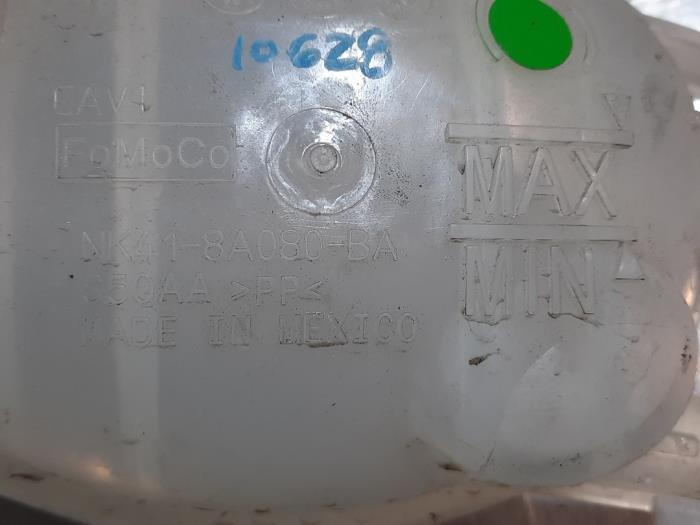 10628
CAV1
FoMoCo
MAX
NK41-8A080-BA
MIN
>PP<
MADE IN MEXICO